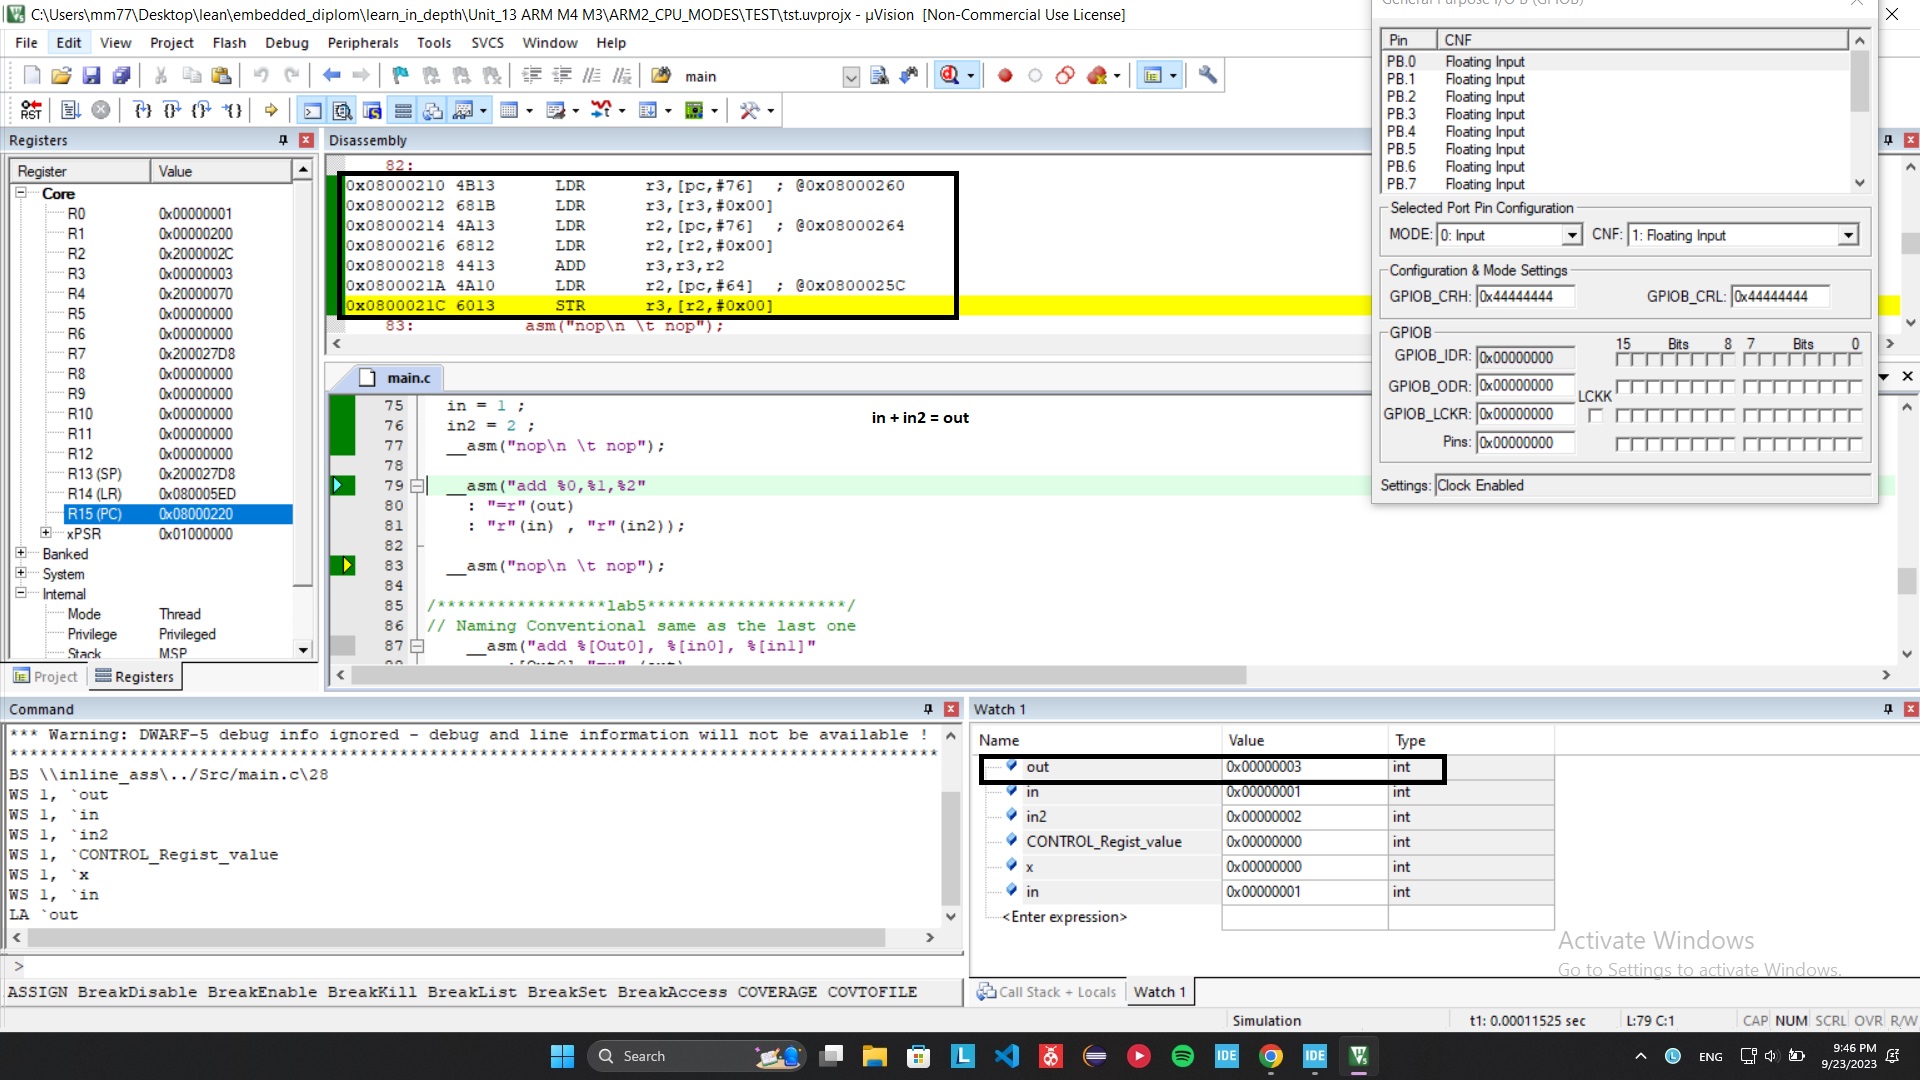 C:\Users\mm77\Desktop\lean\embedded_diplom\learn_in_depth\Unit_13 ARM M4 M3\ARM2_CPU_MODES\TEST\tst.uvprojx - µVision [Non-Commercial Use License]
File Edit View Project Flash Debug Peripherals Tools SVCS Window Help
main
RST
Registers
Register Value
Core
R0 0x00000001
R1 0x00000200
R2 0x2000002C
R3 0x00000003
R4 0x20000070
R5 0x00000000
R6 0x00000000
R7 0x200027D8
R8 0x00000000
R9 0x00000000
R10 0x00000000
R11 0x00000000
R12 0x00000000
R13 (SP) 0x200027D8
R14 (LR) 0x080005ED
R15 (PC) 0x08000220
xPSR 0x01000000
Banked
System
Internal
Mode Thread
Privilege Privileged
Stack MSP
Project Registers
Disassembly
82:
0x08000210 4B13 LDR r3,[pc,#76] ; @0x08000260
0x08000212 681B LDR r3,[r3,#0x00]
0x08000214 4A13 LDR r2,[pc,#76] ; @0x08000264
0x08000216 6812 LDR r2,[r2,#0x00]
0x08000218 4413 ADD r3,r3,r2
0x0800021A 4A10 LDR r2,[pc,#64] ; @0x0800025C
0x0800021C 6013 STR r3,[r2,#0x00]
83: asm("nop\n \t nop");
main.c
75 in = 1 ;
76 in2 = 2 ;
77 __asm("nop\n \t nop");
78
79 __asm("add %0,%1,%2"
80 : "=r"(out)
81 : "r"(in) , "r"(in2));
82
83 __asm("nop\n \t nop");
84
85 /*****************lab5********************/
86 // Naming Conventional same as the last one
87 __asm("add %[Out0], %[in0], %[in1]"
in + in2 = out
General Purpose I/O B (GPIOB)
Pin CNF
PB.0 Floating Input
PB.1 Floating Input
PB.2 Floating Input
PB.3 Floating Input
PB.4 Floating Input
PB.5 Floating Input
PB.6 Floating Input
PB.7 Floating Input
Selected Port Pin Configuration
MODE: 0: Input CNF: 1: Floating Input
Configuration & Mode Settings
GPIOB_CRH: 0x44444444 GPIOB_CRL: 0x44444444
GPIOB
15 Bits 8 7 Bits 0
GPIOB_IDR: 0x00000000
GPIOB_ODR: 0x00000000
LCKK
GPIOB_LCKR: 0x00000000
Pins: 0x00000000
Settings: Clock Enabled
Command
*** Warning: DWARF-5 debug info ignored - debug and line information will not be available !
BS \\inline_ass\../Src/main.c\28
WS 1, `out
WS 1, `in
WS 1, `in2
WS 1, `CONTROL_Regist_value
WS 1, `x
WS 1, `in
LA `out
>
ASSIGN BreakDisable BreakEnable BreakKill BreakList BreakSet BreakAccess COVERAGE COVTOFILE
Watch 1
Name Value Type
out 0x00000003 int
in 0x00000001 int
in2 0x00000002 int
CONTROL_Regist_value 0x00000000 int
x 0x00000000 int
in 0x00000001 int
<Enter expression>
Activate Windows
Go to Settings to activate Windows.
Call Stack + Locals Watch 1
Simulation t1: 0.00011525 sec L:79 C:1 CAP NUM SCRL OVR R/W
Search
L IDE IDE
ENG
9:46 PM
9/23/2023